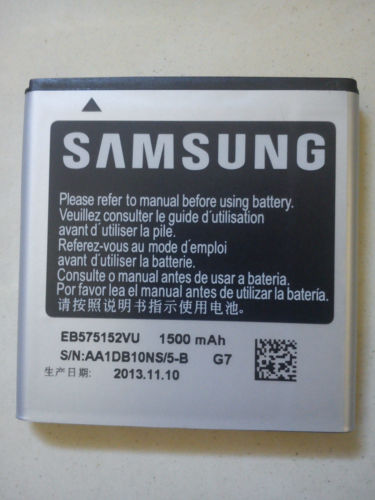 SAMSUNG
Please refer to manual before using battery.
Veuillez consulter le guide d´utilisation
avant d´utiliser la pile.
Referez-vous au mode d´emploi
avant d´utiliser la batterie.
Consulte o manual antes de usar a bateria.
Por favor lea el manual antes de utilizar la batería.
请按照说明书指示使用电池。
EB575152VU 1500 mAh
S/N:AA1DB10NS/5-B G7
生产日期: 2013.11.10